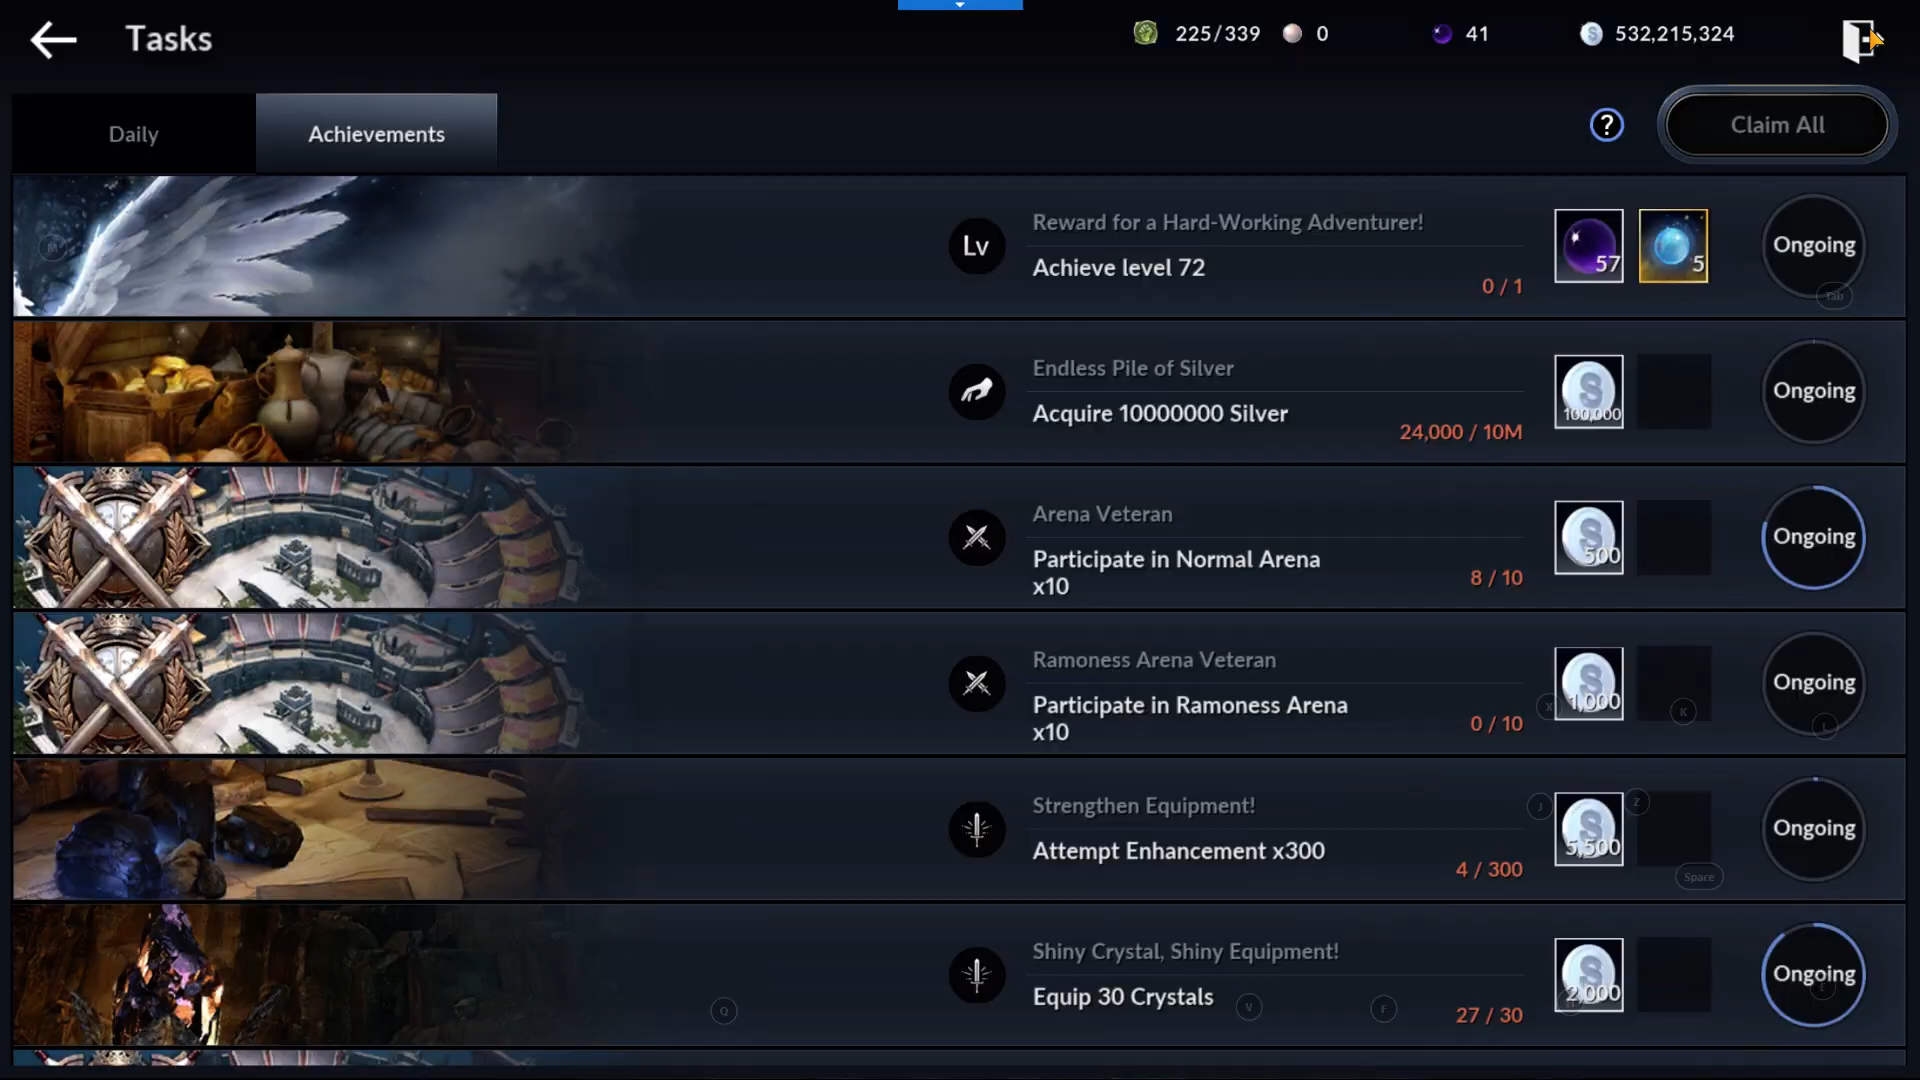 Tasks
225/339
0
41
532,215,324
Daily
Achievements
?
Claim All
M
Lv
Reward for a Hard-Working Adventurer!
Achieve level 72
0 / 1
57
5
Ongoing
Tab
Endless Pile of Silver
Acquire 10000000 Silver
24,000 / 10M
100,000
Ongoing
Arena Veteran
Participate in Normal Arena
x10
8 / 10
500
Ongoing
Ramoness Arena Veteran
Participate in Ramoness Arena
x10
0 / 10
1,000
Ongoing
X
K
L
Strengthen Equipment!
Attempt Enhancement x300
4 / 300
5,500
Ongoing
J
Z
Space
Shiny Crystal, Shiny Equipment!
Equip 30 Crystals
27 / 30
2,000
Ongoing
Q
V
F